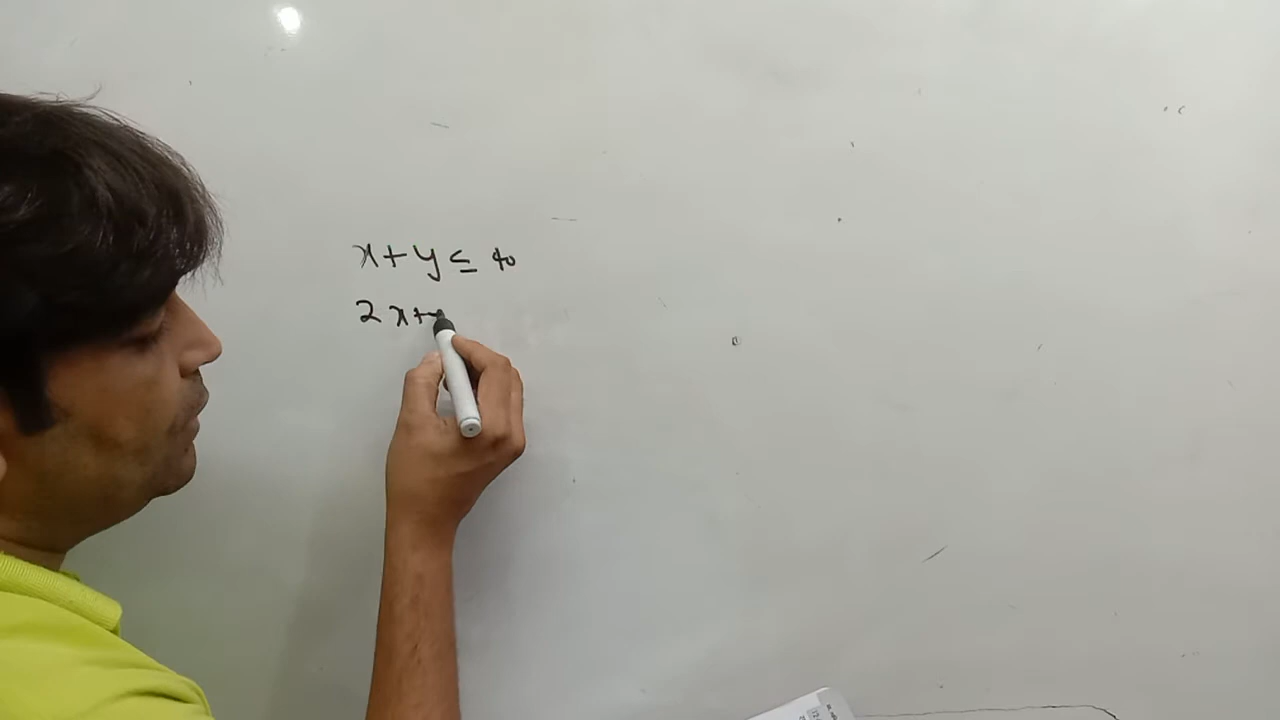 x + y ≤ 40
2x +